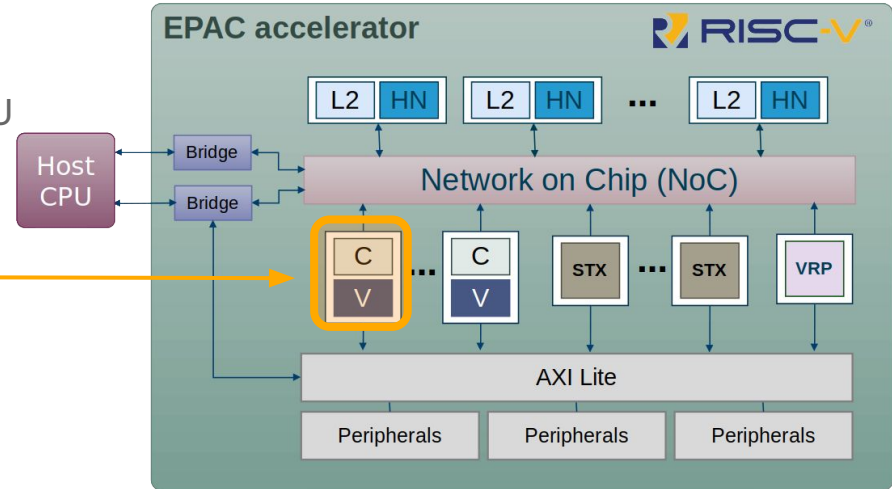 EPAC accelerator
RISC-V®
U
L2 HN L2 HN ... L2 HN
Host
CPU
Bridge
Bridge
Network on Chip (NoC)
C ... C
V V
STX ... STX
VRP
AXI Lite
Peripherals Peripherals Peripherals